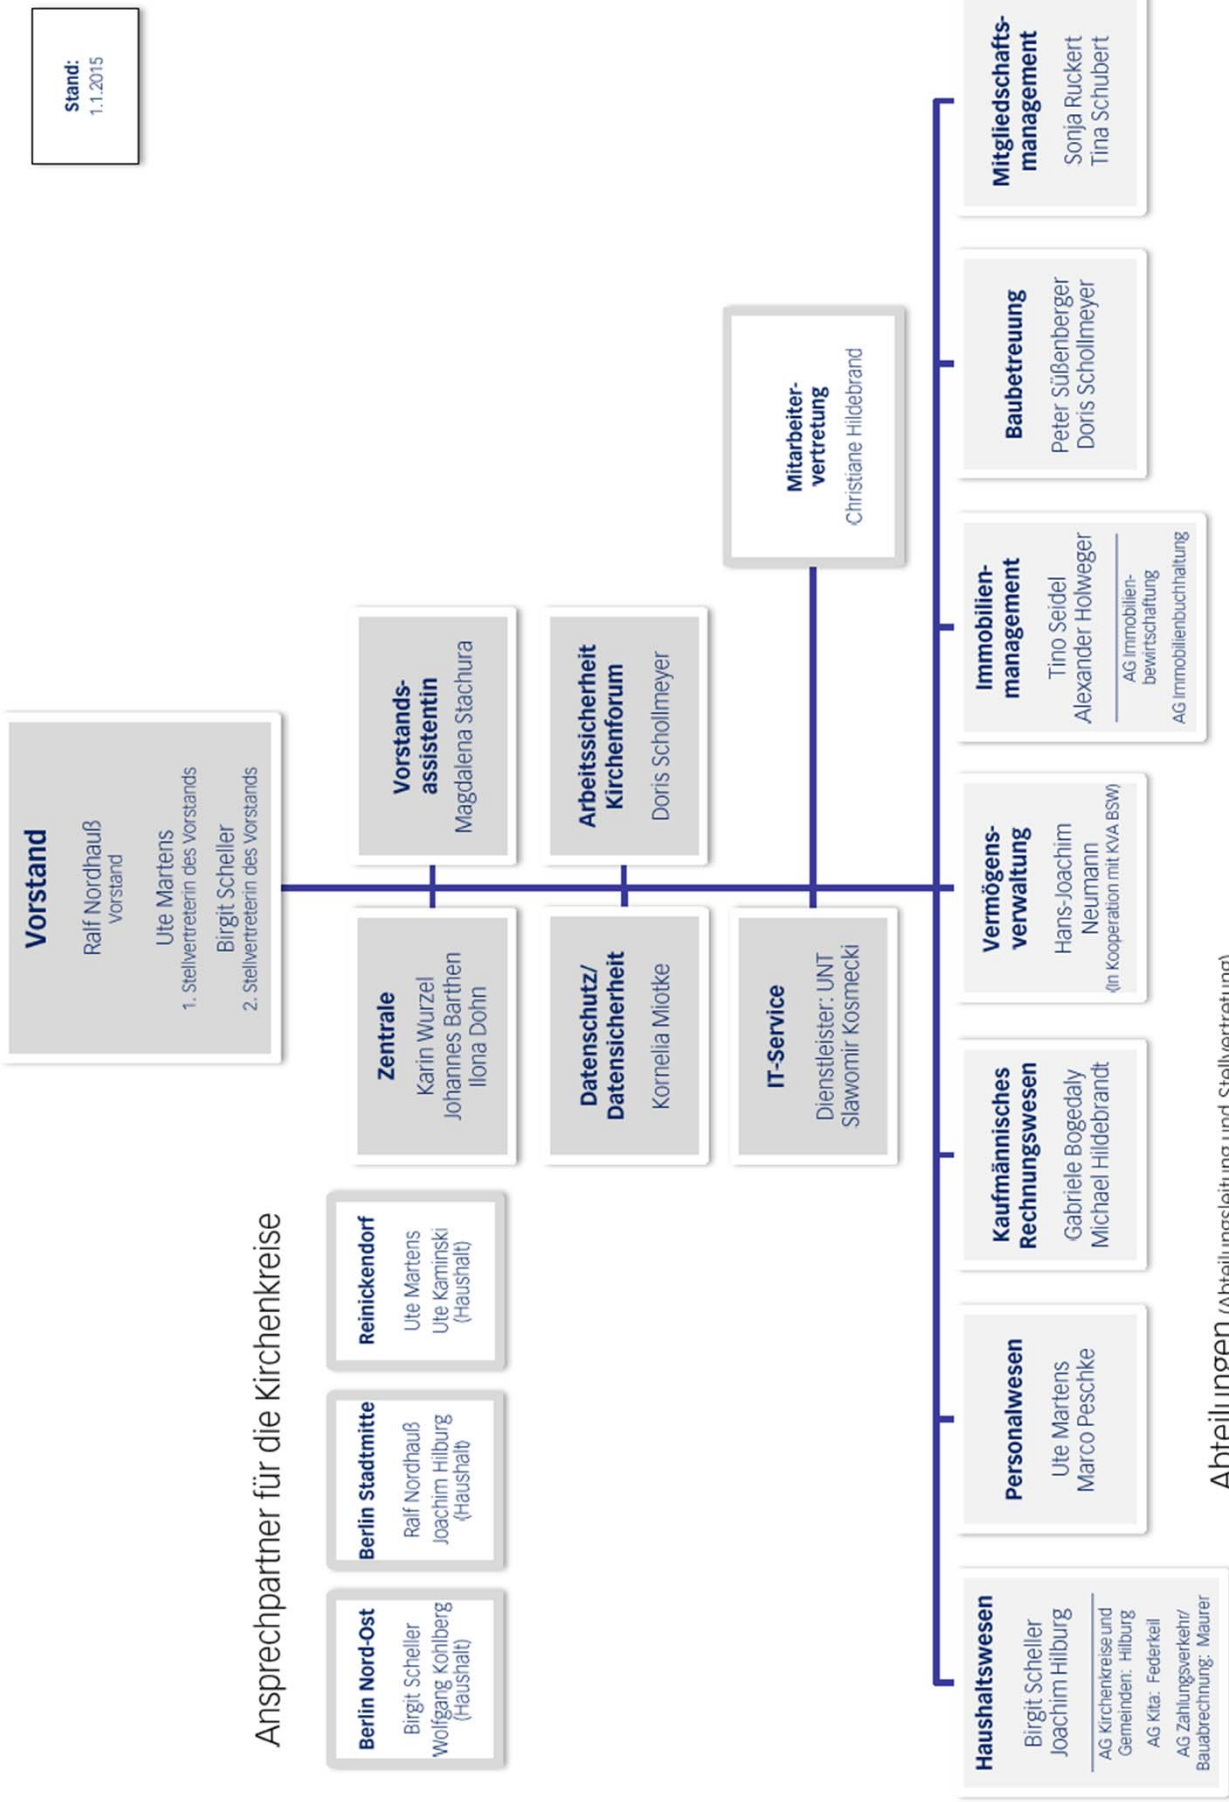 Stand:
1.1.2015
Vorstand
Ralf Nordhauß
Vorstand
Ute Martens
1. Stellvertreterin des Vorstands
Birgit Scheller
2. Stellvertreterin des Vorstands
Ansprechpartner für die Kirchenkreise
Berlin Nord-Ost
Birgit Scheller
Wolfgang Kohlberg
(Haushalt)
Berlin Stadtmitte
Ralf Nordhauß
Joachim Hilburg
(Haushalt)
Reinickendorf
Ute Martens
Ute Kaminski
(Haushalt)
Zentrale
Karin Wurzel
Johannes Barthen
Ilona Dohn
Vorstands-
assistentin
Magdalena Stachura
Datenschutz/
Datensicherheit
Kornelia Miotke
Arbeitssicherheit
Kirchenforum
Doris Schollmeyer
IT-Service
Dienstleister: UNT
Slawomir Kosmecki
Mitarbeiter-
vertretung
Christiane Hildebrand
Haushaltswesen
Birgit Scheller
Joachim Hilburg
AG Kirchenkreise und
Gemeinden: Hilburg
AG Kita: Federkeil
AG Zahlungsverkehr/
Bauabrechnung: Maurer
Personalwesen
Ute Martens
Marco Peschke
Kaufmännisches
Rechnungswesen
Gabriele Bogedaly
Michael Hildebrandt
Vermögens-
verwaltung
Hans-Joachim
Neumann
(In Kooperation mit KVA BSW)
Immobilien-
management
Tino Seidel
Alexander Holweger
AG Immobilien-
bewirtschaftung
AG Immobilienbuchhaltung
Baubetreuung
Peter Süßenberger
Doris Schollmeyer
Mitgliedschafts-
management
Sonja Ruckert
Tina Schubert
Abteilungen (Abteilungsleitung und Stellvertretung)